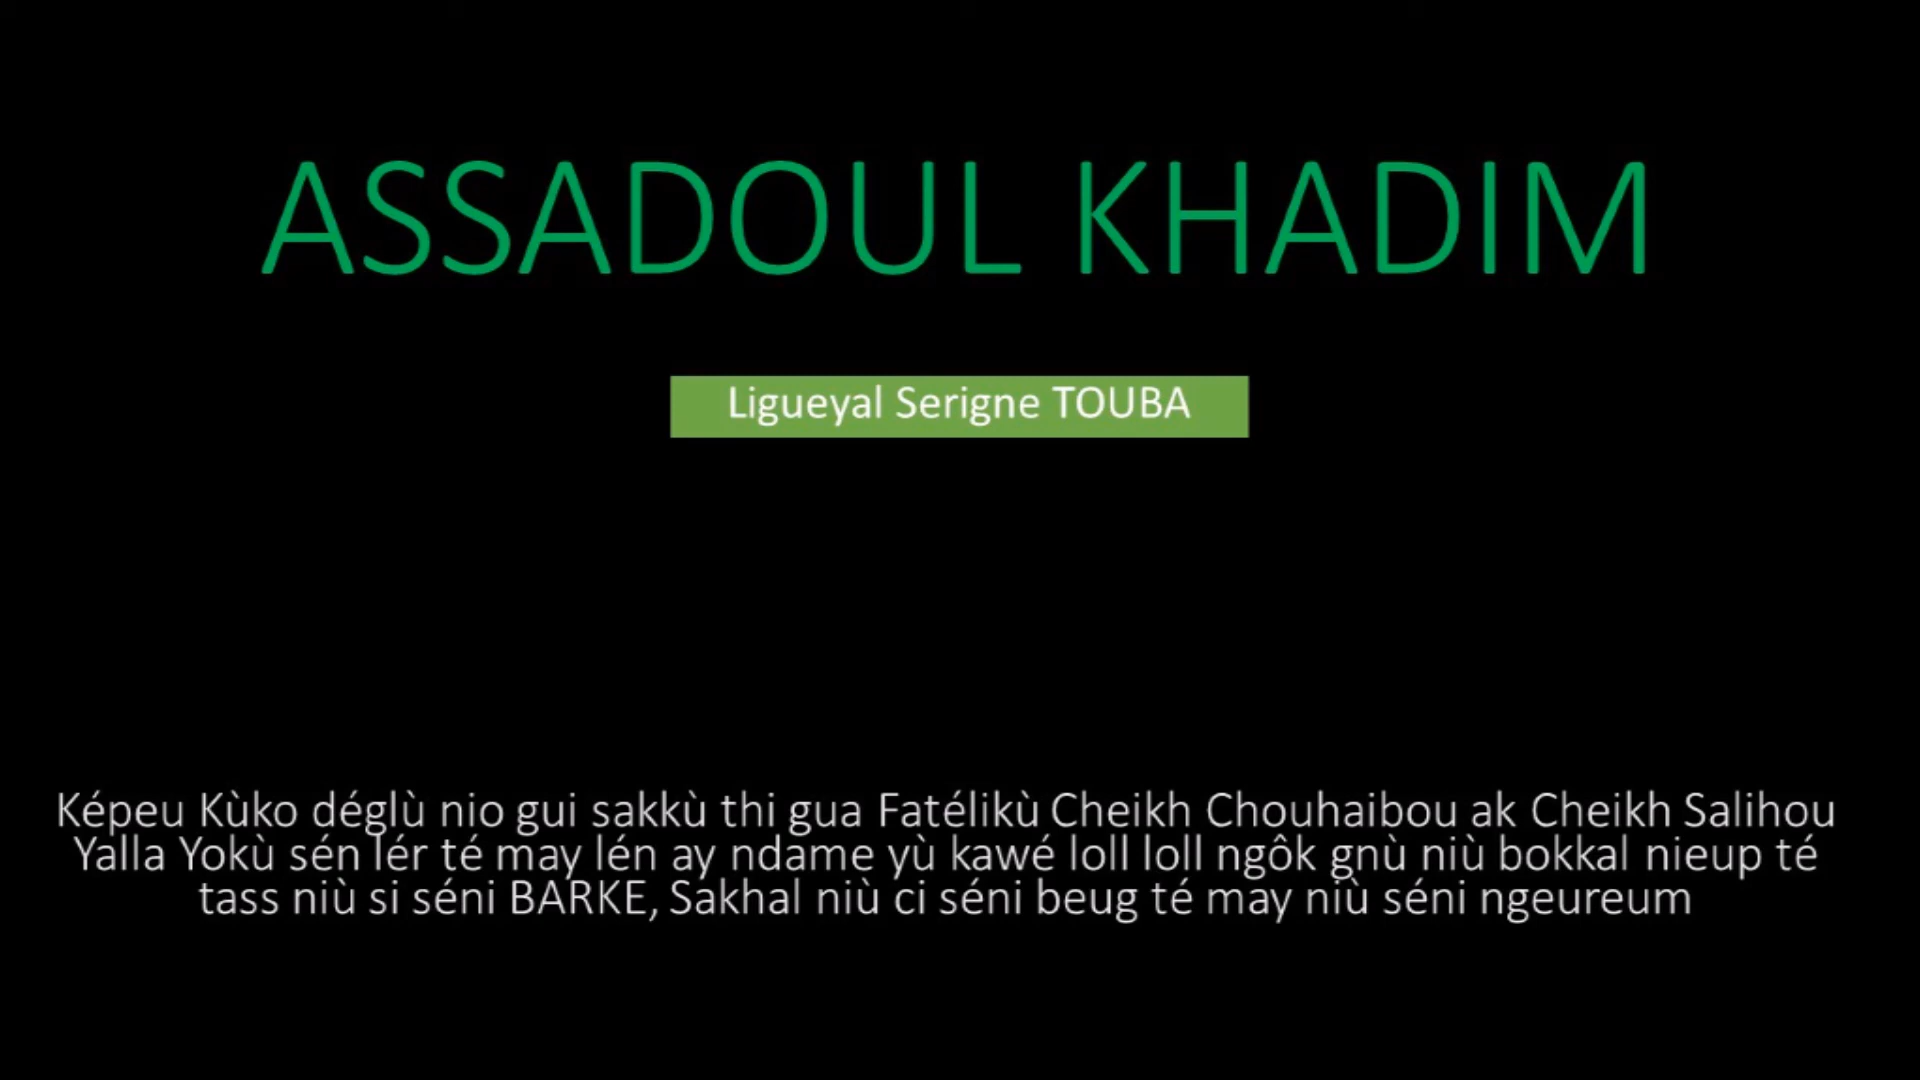 ASSADOUL KHADIM
Ligueyal Serigne TOUBA
Képeu Kùko déglù nio gui sakkù thi gua Fatélikù Cheikh Chouhaibou ak Cheikh Salihou
Yalla Yokù sén lér té may lén ay ndame yù kawé loll loll ngôk gnù niù bokkal nieup té
tass niù si séni BARKE, Sakhal niù ci séni beug té may niù séni ngeureum